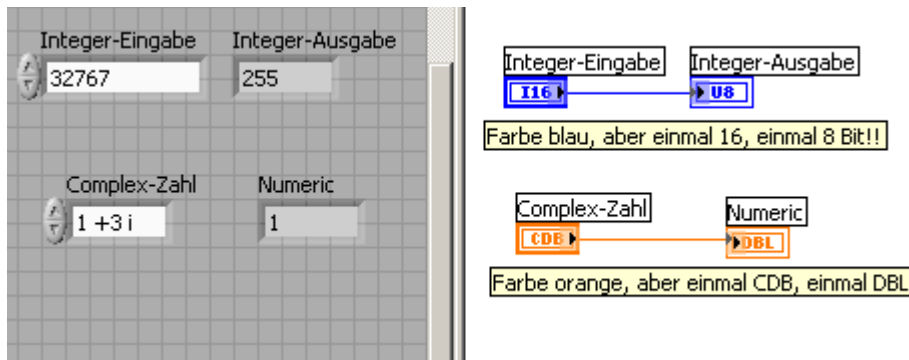 Integer-Eingabe Integer-Ausgabe
32767 255
Complex-Zahl Numeric
1 +3 i 1
Integer-Eingabe Integer-Ausgabe
I16 U8
Farbe blau, aber einmal 16, einmal 8 Bit!!
Complex-Zahl Numeric
CDB DBL
Farbe orange, aber einmal CDB, einmal DBL